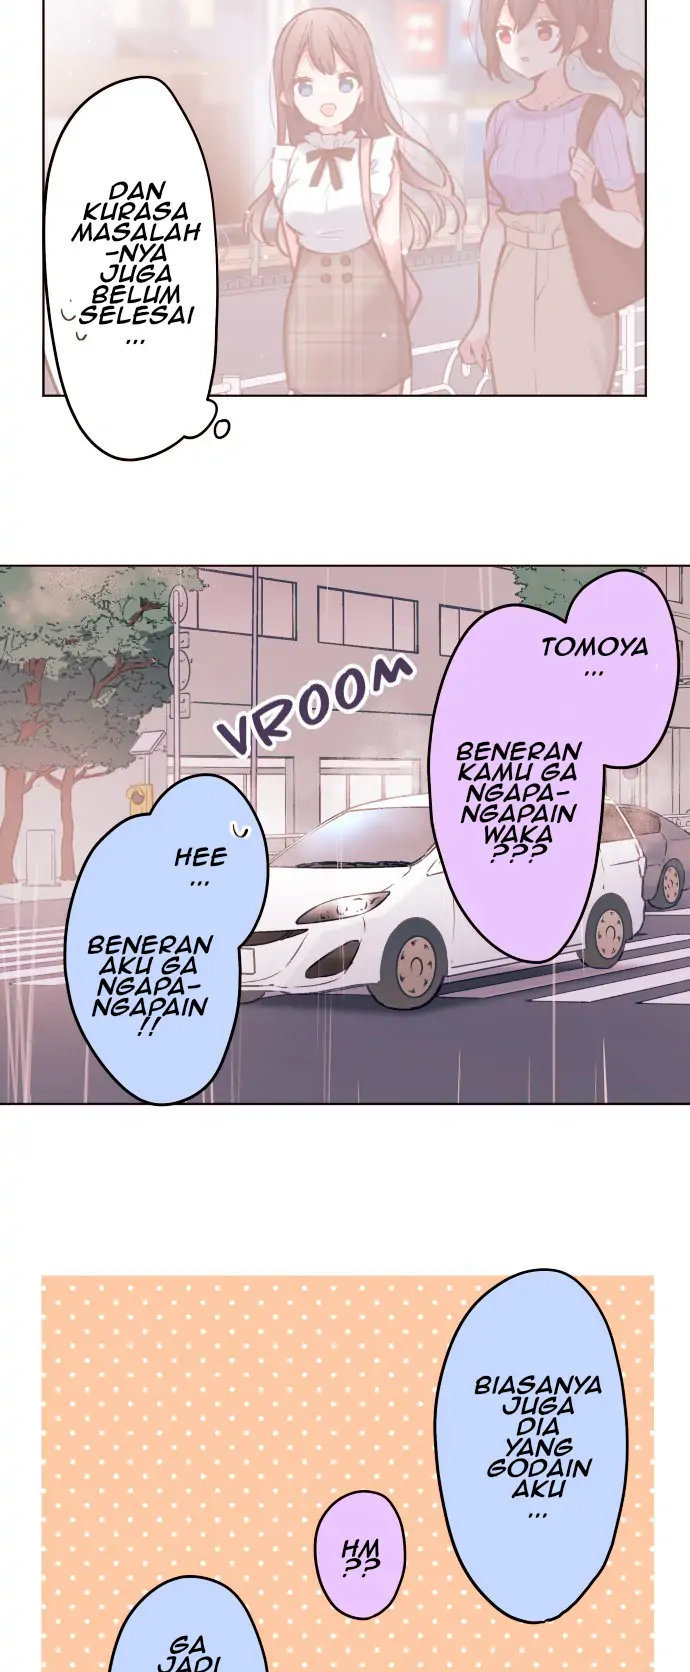 DAN
KURASA
MASALAH
-NYA
JUGA
BELUM
SELESAI
...
TOMOYA
...
BENERAN
KAMU GA
NGAPA-
NGAPAIN
WAKA
???
VROOM
HEE
...
BENERAN
AKU GA
NGAPA-
NGAPAIN
!!
BIASANYA
JUGA
DIA
YANG
GODAIN
AKU
...
HM
??
GA
JADI